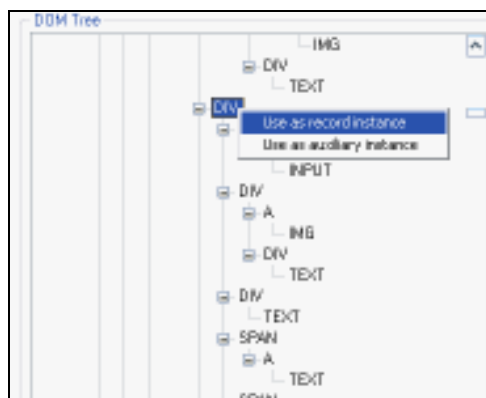 DOM Tree
IMG
DIV
TEXT
DIV
Use as record instance
Use as auxiliary instance
INPUT
DIV
A
IMG
DIV
TEXT
DIV
TEXT
SPAN
A
TEXT
SPAN